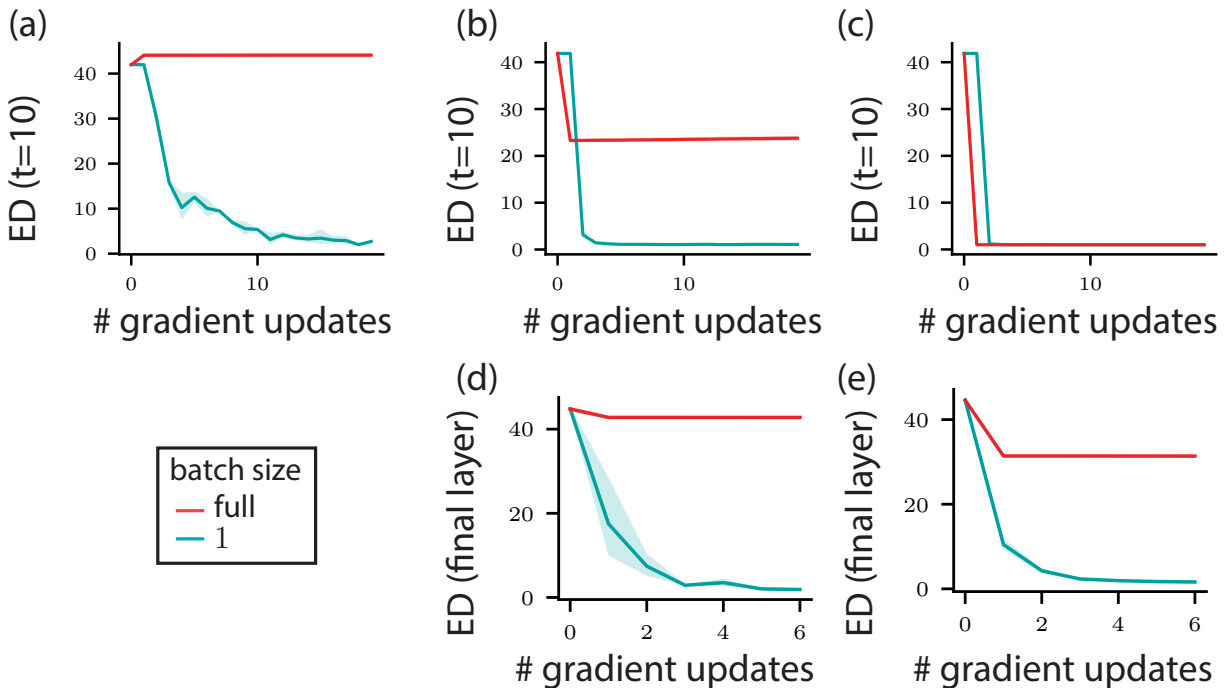 (a)
ED (t=10)
40
30
20
10
0
0 10
# gradient updates
(b)
ED (t=10)
40
30
20
10
0
0 10
# gradient updates
(c)
ED (t=10)
40
30
20
10
0
0 10
# gradient updates
batch size
full
1
(d)
ED (final layer)
40
20
0
0 2 4 6
# gradient updates
(e)
ED (final layer)
40
20
0
0 2 4 6
# gradient updates